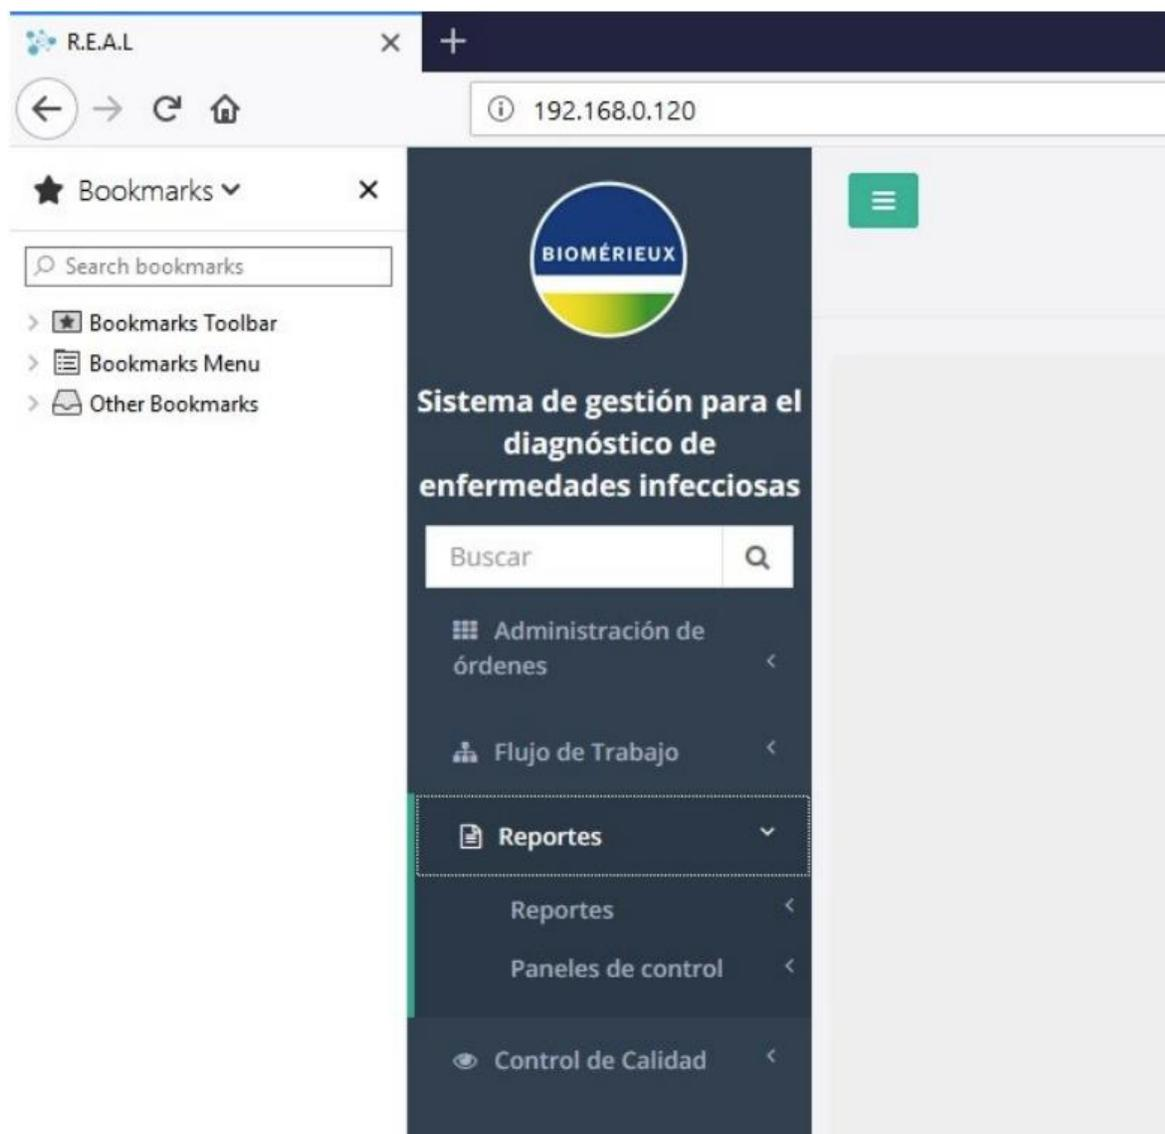 R.E.A.L
192.168.0.120
Bookmarks
Search bookmarks
Bookmarks Toolbar
Bookmarks Menu
Other Bookmarks
BIOMÉRIEUX
Sistema de gestión para el
diagnóstico de
enfermedades infecciosas
Buscar
Administración de
órdenes
Flujo de Trabajo
Reportes
Reportes
Paneles de control
Control de Calidad